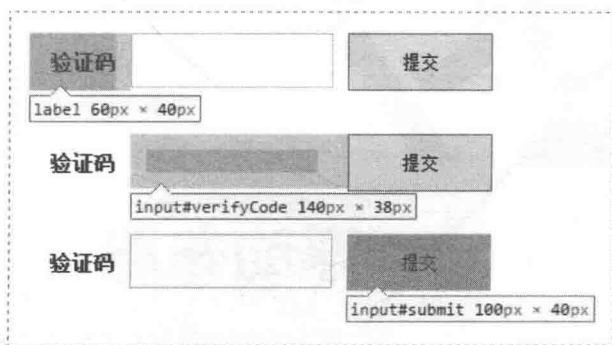 验证码 提交
label 60px × 40px
验证码 提交
input#verifyCode 140px × 38px
验证码 提交
input#submit 100px × 40px